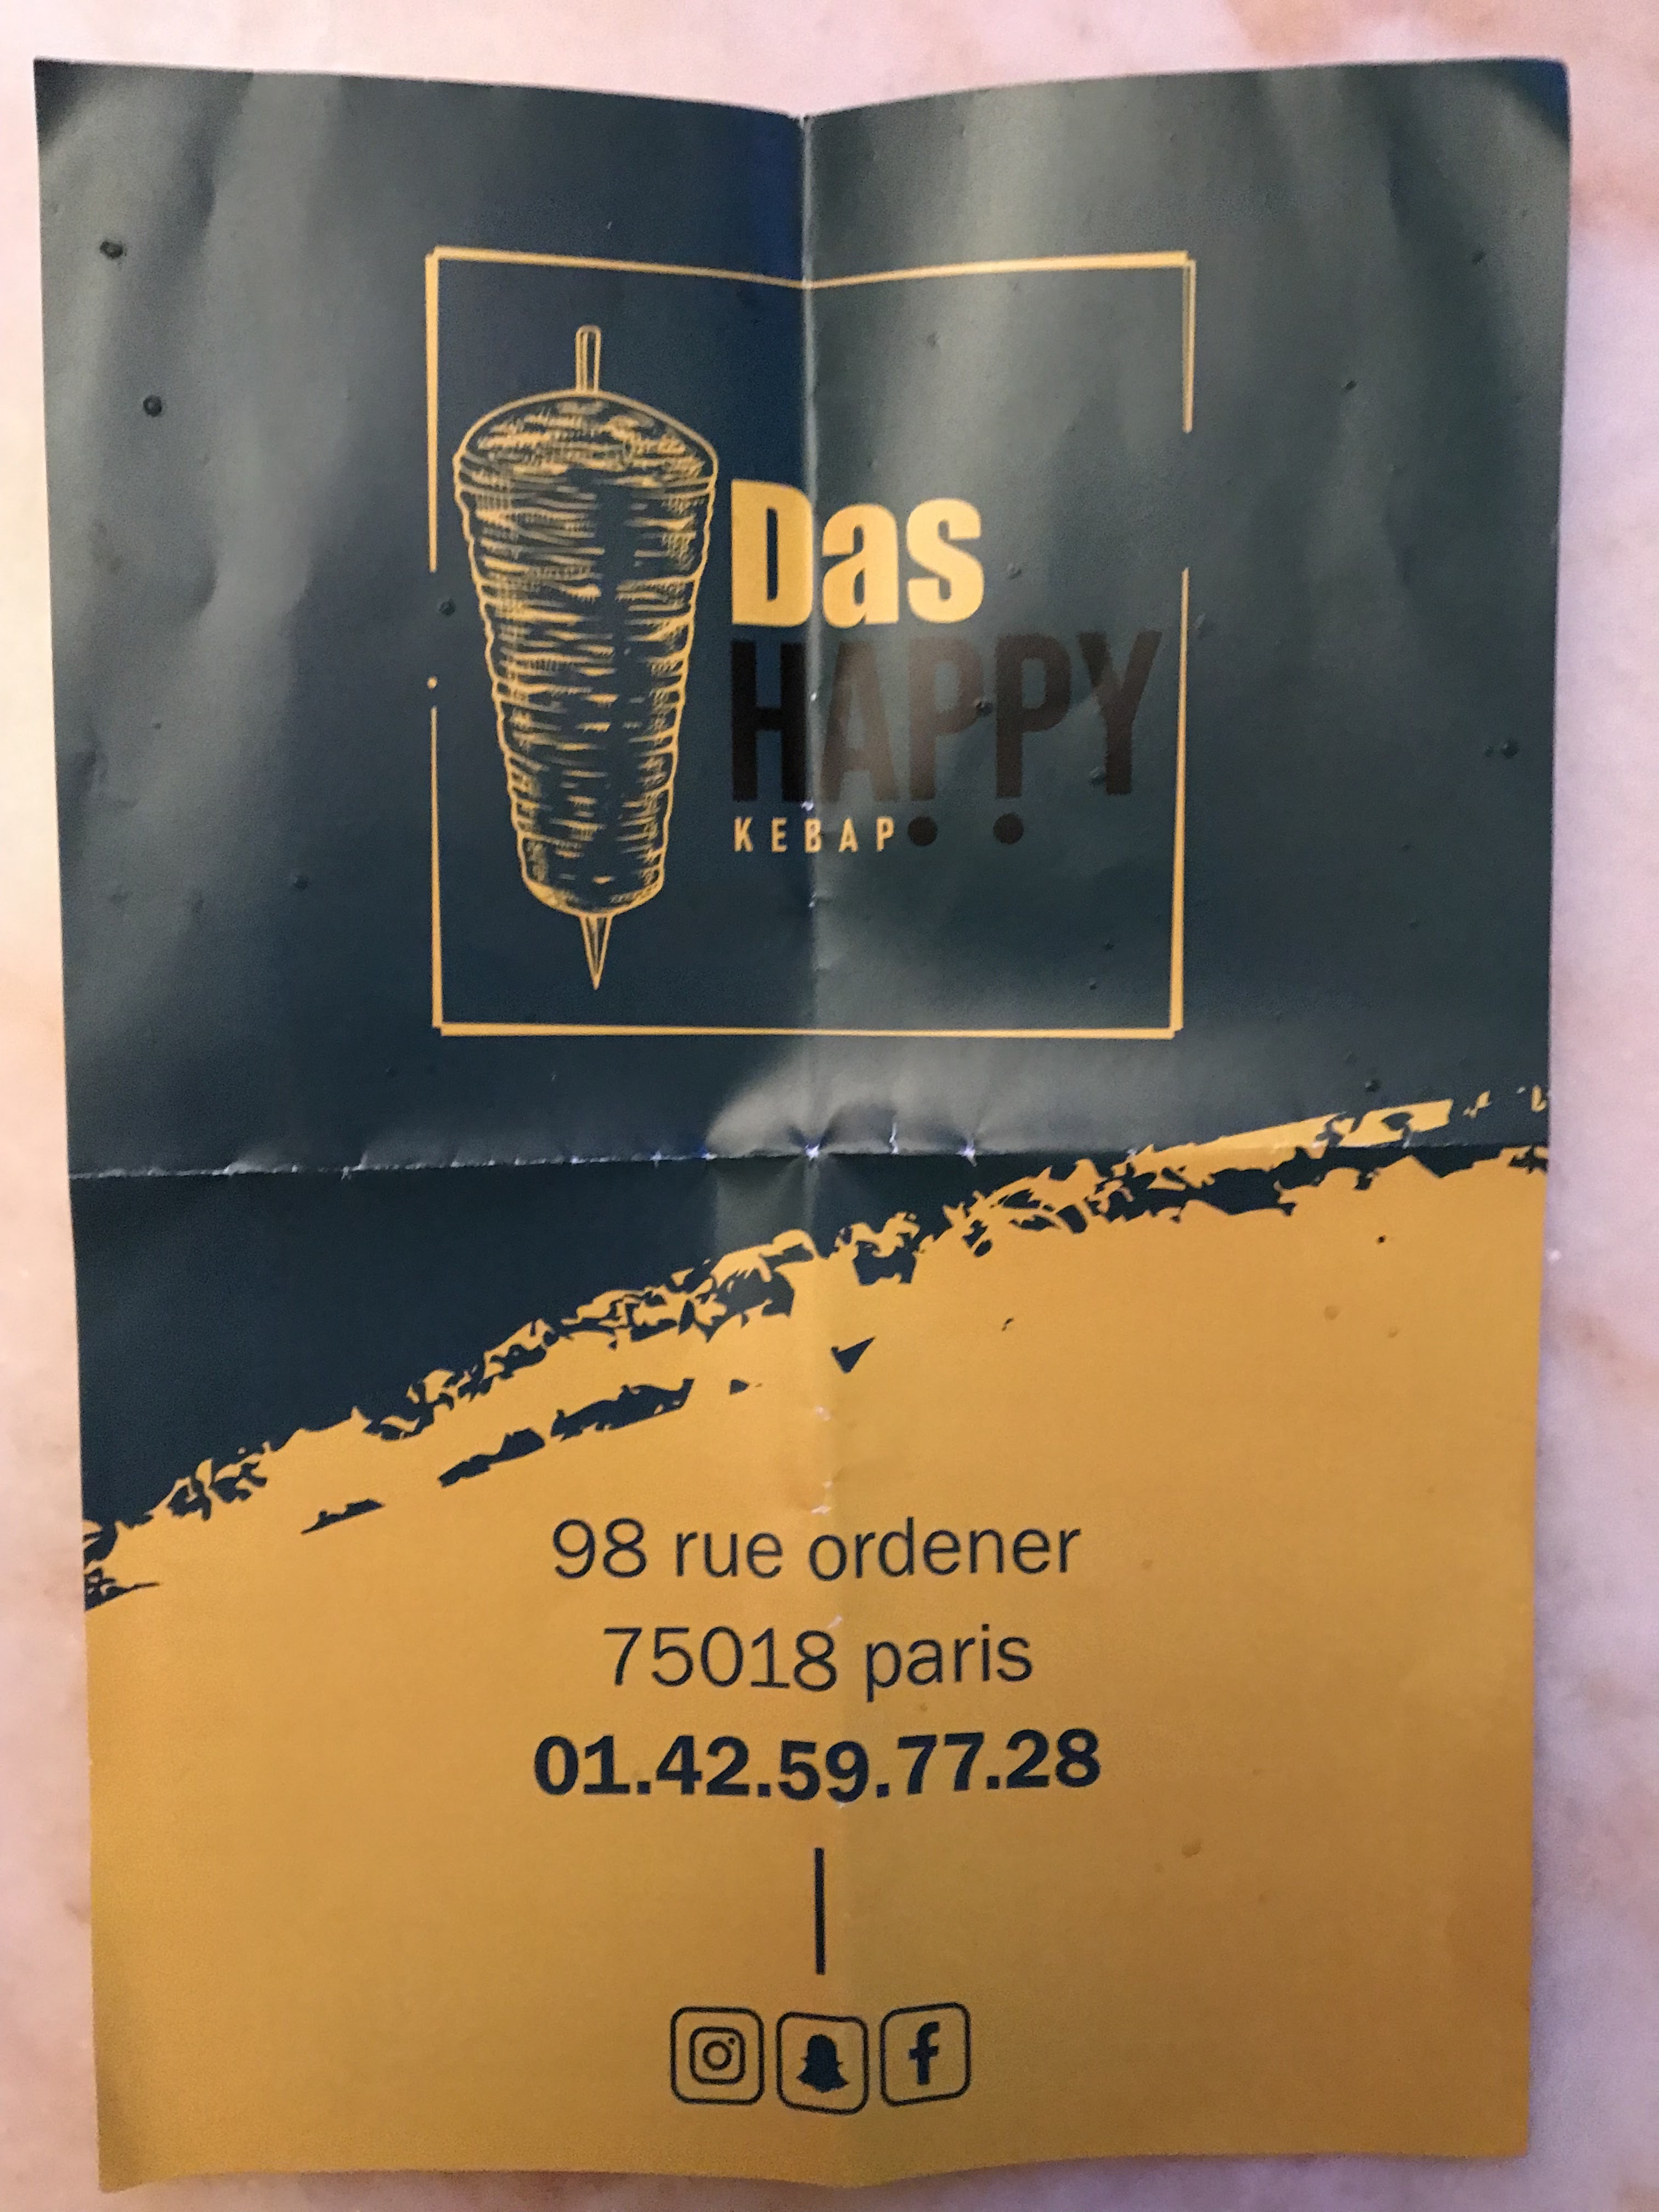 Das
HAPPY
KEBAP
98 rue ordener
75018 paris
01.42.59.77.28